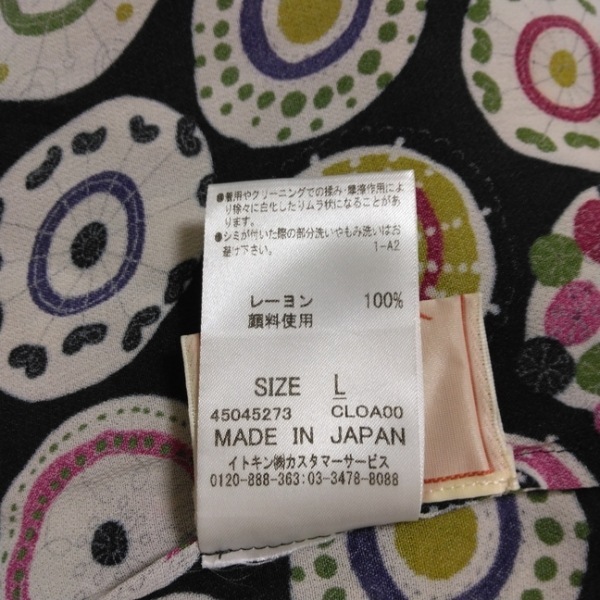 ●着用やクリーニングでの揉み・摩擦作用によ
り徐々に白化したりムラ状になることがあ
ります。
●シミが付いた際の部分洗いやもみ洗いはお
避け下さい。 1-A2
レーヨン 100%
顔料使用
SIZE L
45045273 CLOA00
MADE IN JAPAN
イトキン㈱カスタマーサービス
0120-888-363:03-3478-8088